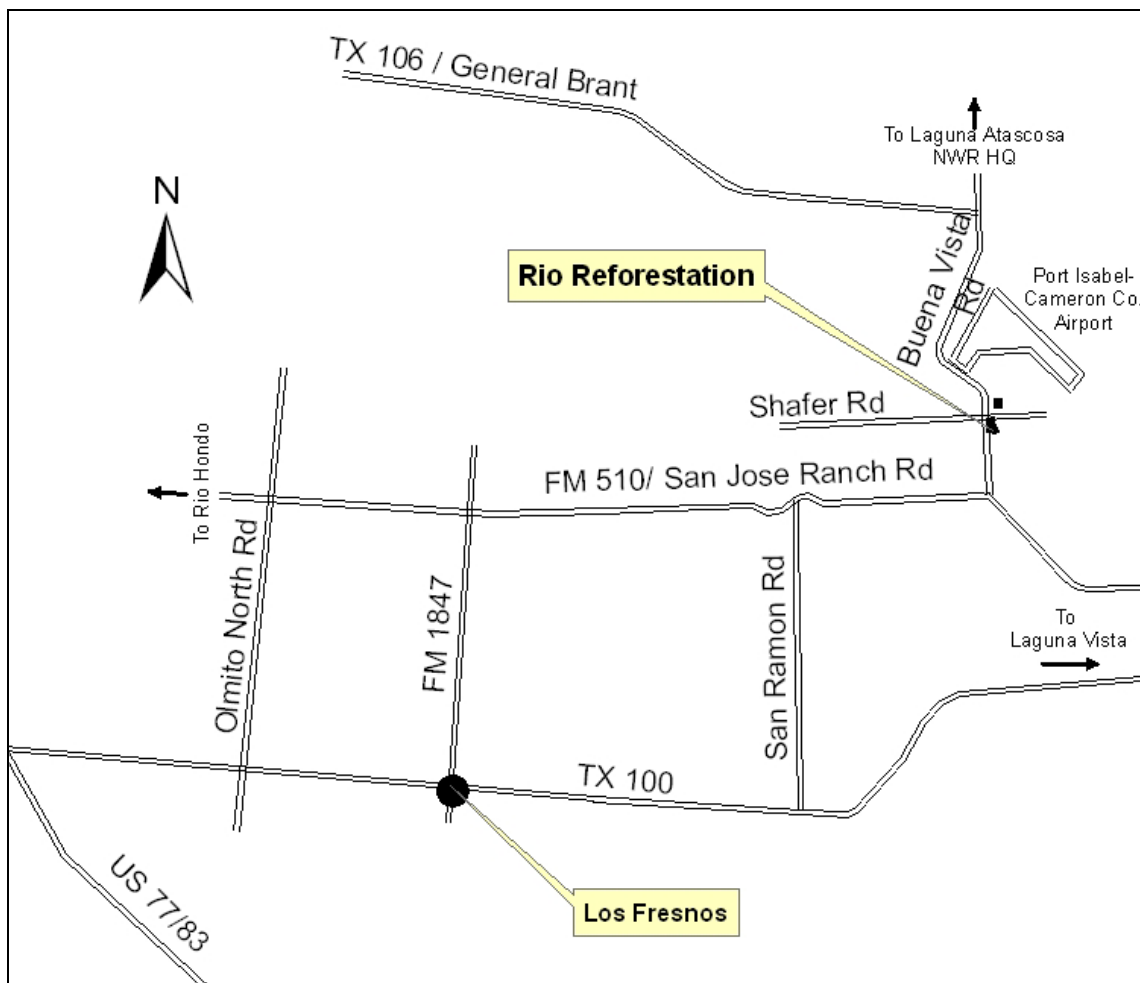 TX 106 / General Brant
To Laguna Atascosa
NWR HQ
N
Buena Vista
Rd
Rio Reforestation
Port Isabel-
Cameron Co.
Airport
Shafer Rd
FM 510/ San Jose Ranch Rd
To Rio Hondo
Olmito North Rd
FM 1847
San Ramon Rd
To
Laguna Vista
TX 100
US 77/83
Los Fresnos